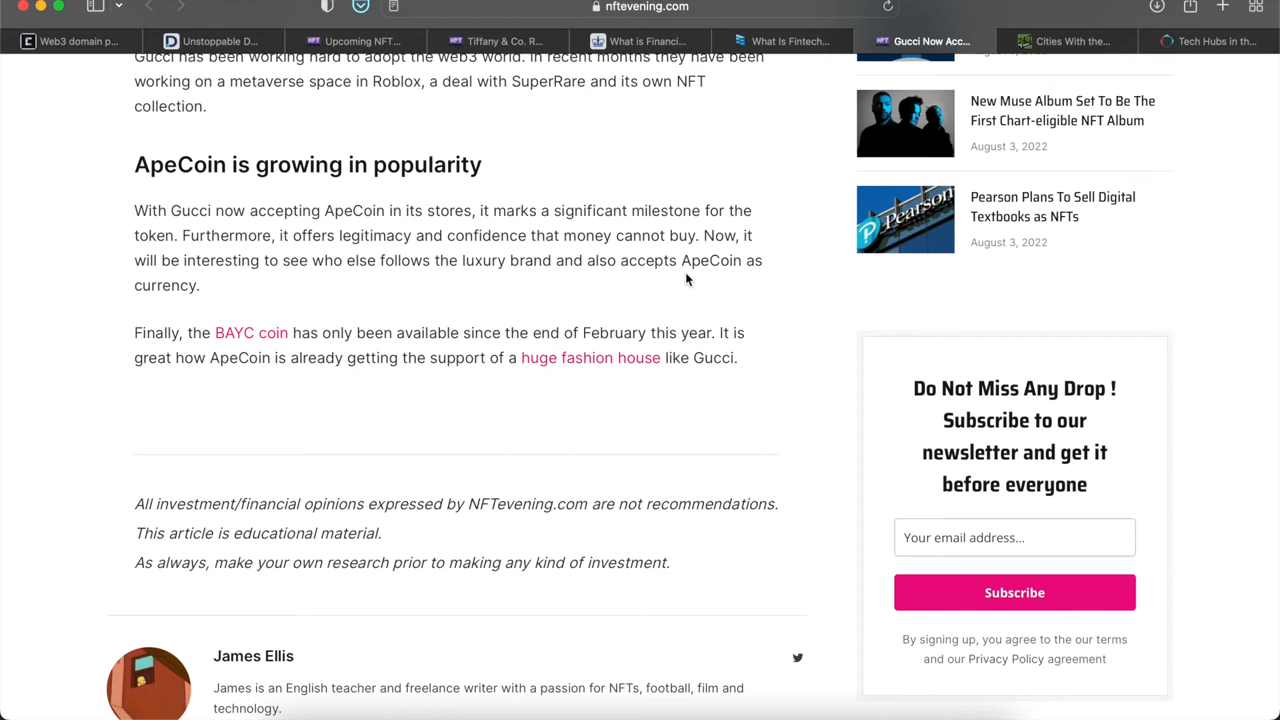 nftevening.com
Web3 domain p...
Unstoppable D...
Upcoming NFT...
Tiffany & Co. R...
What is Financi...
What Is Fintech...
Gucci Now Acc...
Cities With the...
Tech Hubs in th...
Gucci has been working hard to adopt the web3 world. In recent months they have been
working on a metaverse space in Roblox, a deal with SuperRare and its own NFT
collection.
ApeCoin is growing in popularity
With Gucci now accepting ApeCoin in its stores, it marks a significant milestone for the
token. Furthermore, it offers legitimacy and confidence that money cannot buy. Now, it
will be interesting to see who else follows the luxury brand and also accepts ApeCoin as
currency.
Finally, the BAYC coin has only been available since the end of February this year. It is
great how ApeCoin is already getting the support of a huge fashion house like Gucci.
All investment/financial opinions expressed by NFTevening.com are not recommendations.
This article is educational material.
As always, make your own research prior to making any kind of investment.
James Ellis
James is an English teacher and freelance writer with a passion for NFTs, football, film and
technology.
New Muse Album Set To Be The
First Chart-eligible NFT Album
August 3, 2022
Pearson
Pearson Plans To Sell Digital
Textbooks as NFTs
August 3, 2022
Do Not Miss Any Drop !
Subscribe to our
newsletter and get it
before everyone
Your email address...
Subscribe
By signing up, you agree to the our terms
and our Privacy Policy agreement